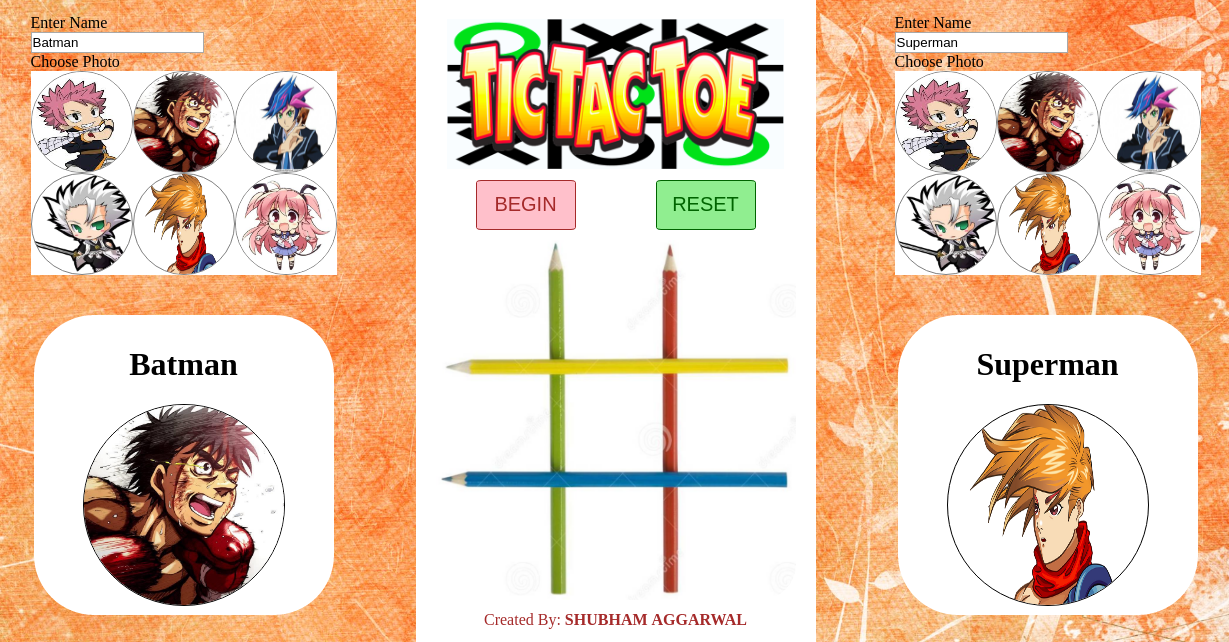 Enter Name
Batman
Choose Photo
Batman
TIC TAC TOE
BEGIN
RESET
Created By: SHUBHAM AGGARWAL
Enter Name
Superman
Choose Photo
Superman